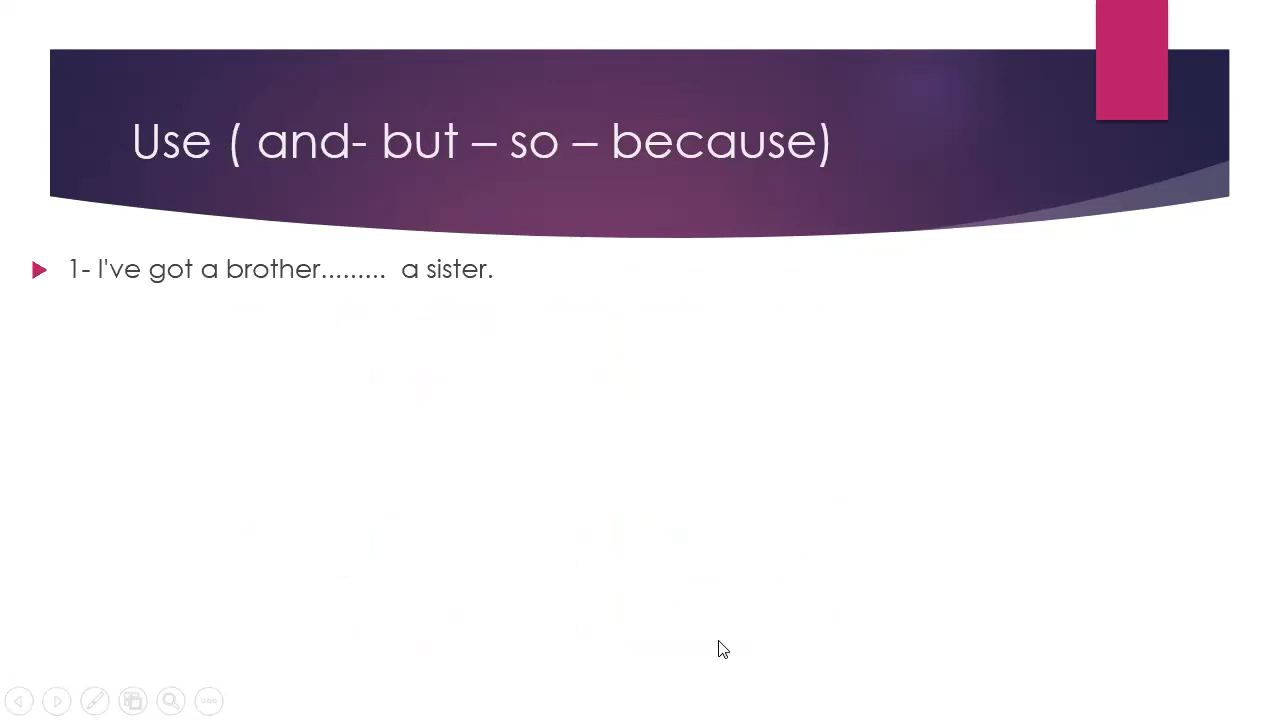 Use ( and- but – so – because)
1- I've got a brother......... a sister.